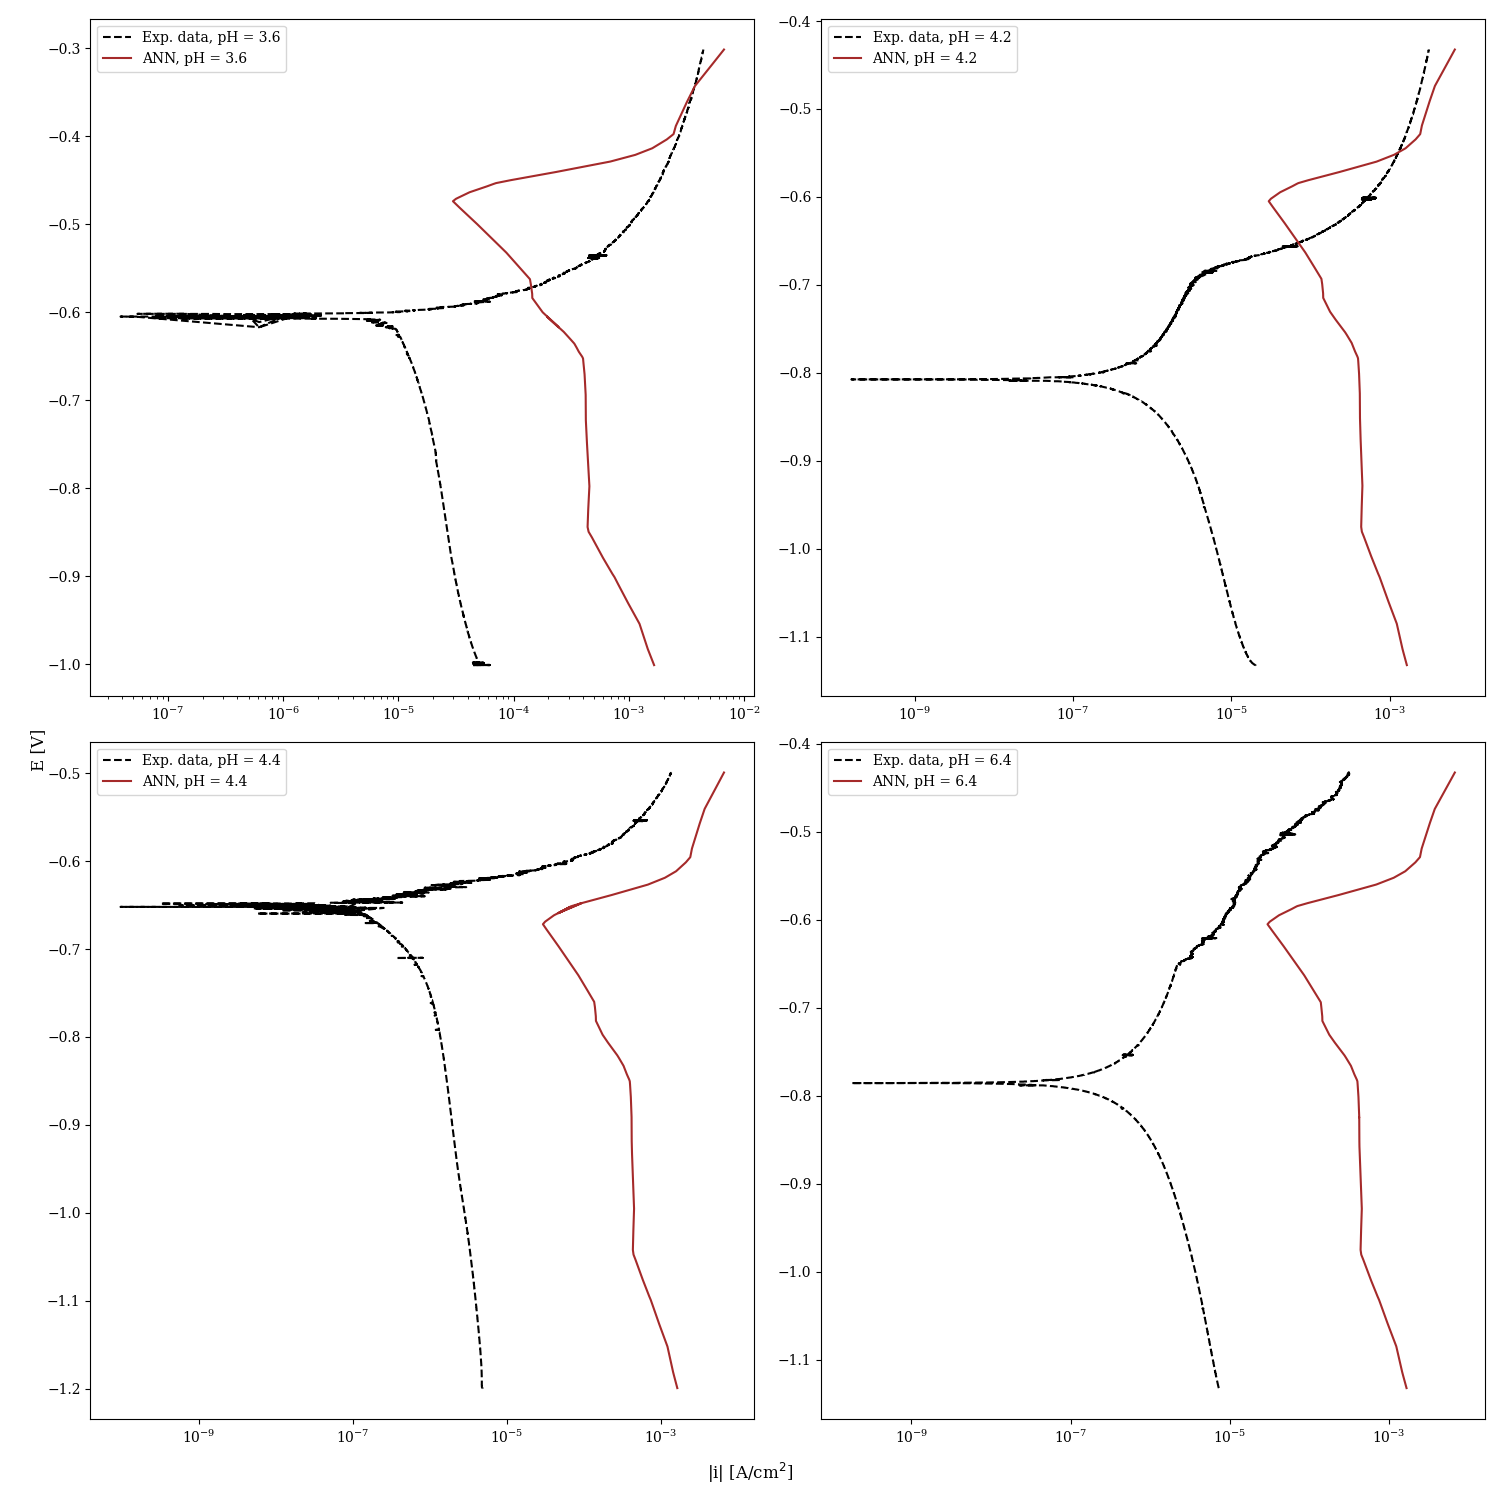 Exp. data, pH = 3.6
ANN, pH = 3.6
−0.3
−0.4
−0.5
−0.6
−0.7
−0.8
−0.9
−1.0
10⁻⁷ 10⁻⁶ 10⁻⁵ 10⁻⁴ 10⁻³ 10⁻²
Exp. data, pH = 4.2
ANN, pH = 4.2
−0.4
−0.5
−0.6
−0.7
−0.8
−0.9
−1.0
−1.1
10⁻⁹ 10⁻⁷ 10⁻⁵ 10⁻³
E [V]
Exp. data, pH = 4.4
ANN, pH = 4.4
−0.5
−0.6
−0.7
−0.8
−0.9
−1.0
−1.1
−1.2
10⁻⁹ 10⁻⁷ 10⁻⁵ 10⁻³
Exp. data, pH = 6.4
ANN, pH = 6.4
−0.4
−0.5
−0.6
−0.7
−0.8
−0.9
−1.0
−1.1
10⁻⁹ 10⁻⁷ 10⁻⁵ 10⁻³
|i| [A/cm²]